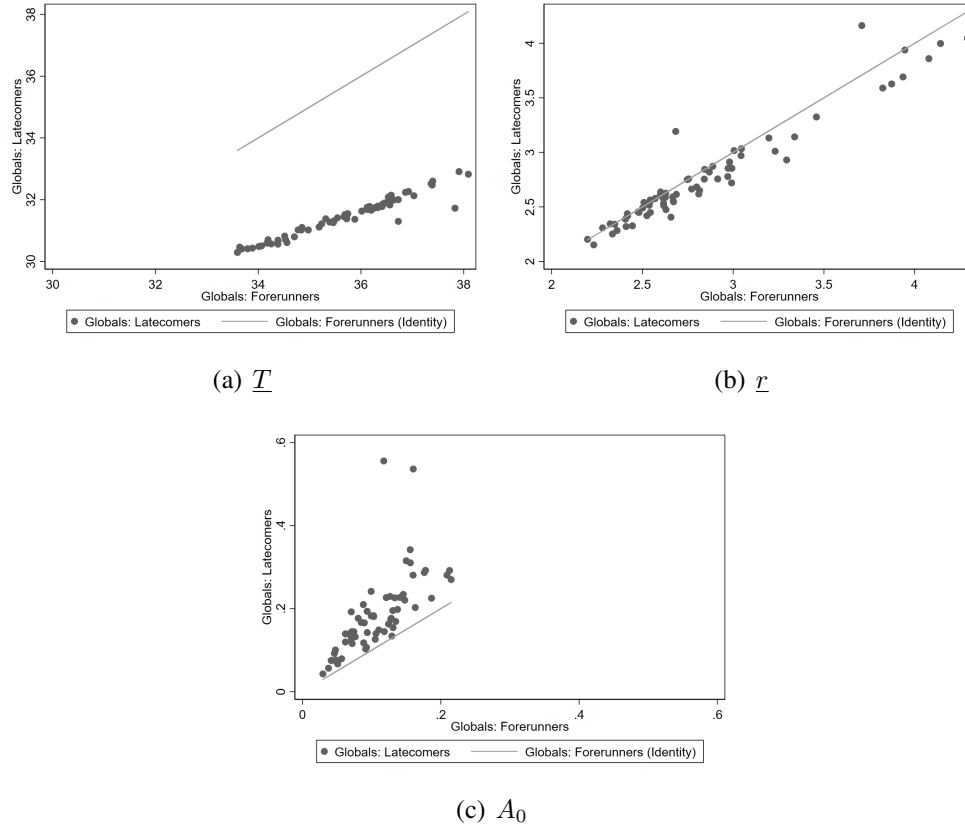 38
36
34
32
30
Globals: Latecomers
30 32 34 36 38
Globals: Forerunners
Globals: Latecomers Globals: Forerunners (Identity)
(a) T
4
3.5
3
2.5
2
Globals: Latecomers
2 2.5 3 3.5 4
Globals: Forerunners
Globals: Latecomers Globals: Forerunners (Identity)
(b) r
.6
.4
.2
0
Globals: Latecomers
0 .2 .4 .6
Globals: Forerunners
Globals: Latecomers Globals: Forerunners (Identity)
(c) A₀